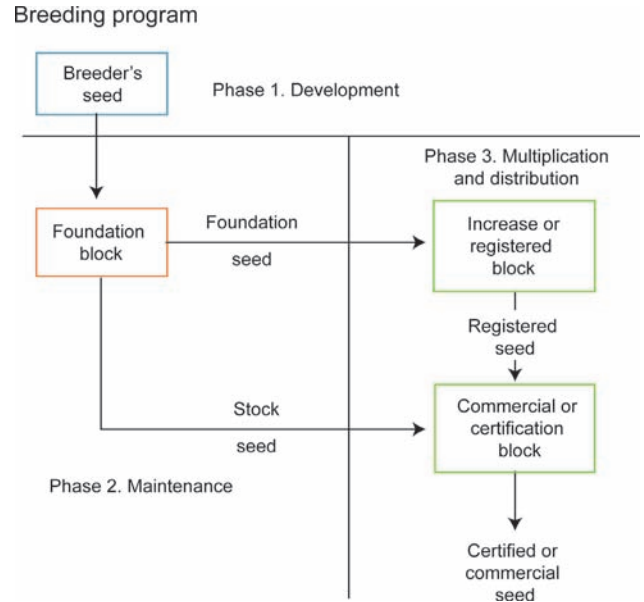 Breeding program
Breeder's
seed
Phase 1. Development
Phase 3. Multiplication
and distribution
Foundation
block
Foundation
seed
Increase or
registered
block
Registered
seed
Stock
seed
Commercial or
certification
block
Phase 2. Maintenance
Certified or
commercial
seed